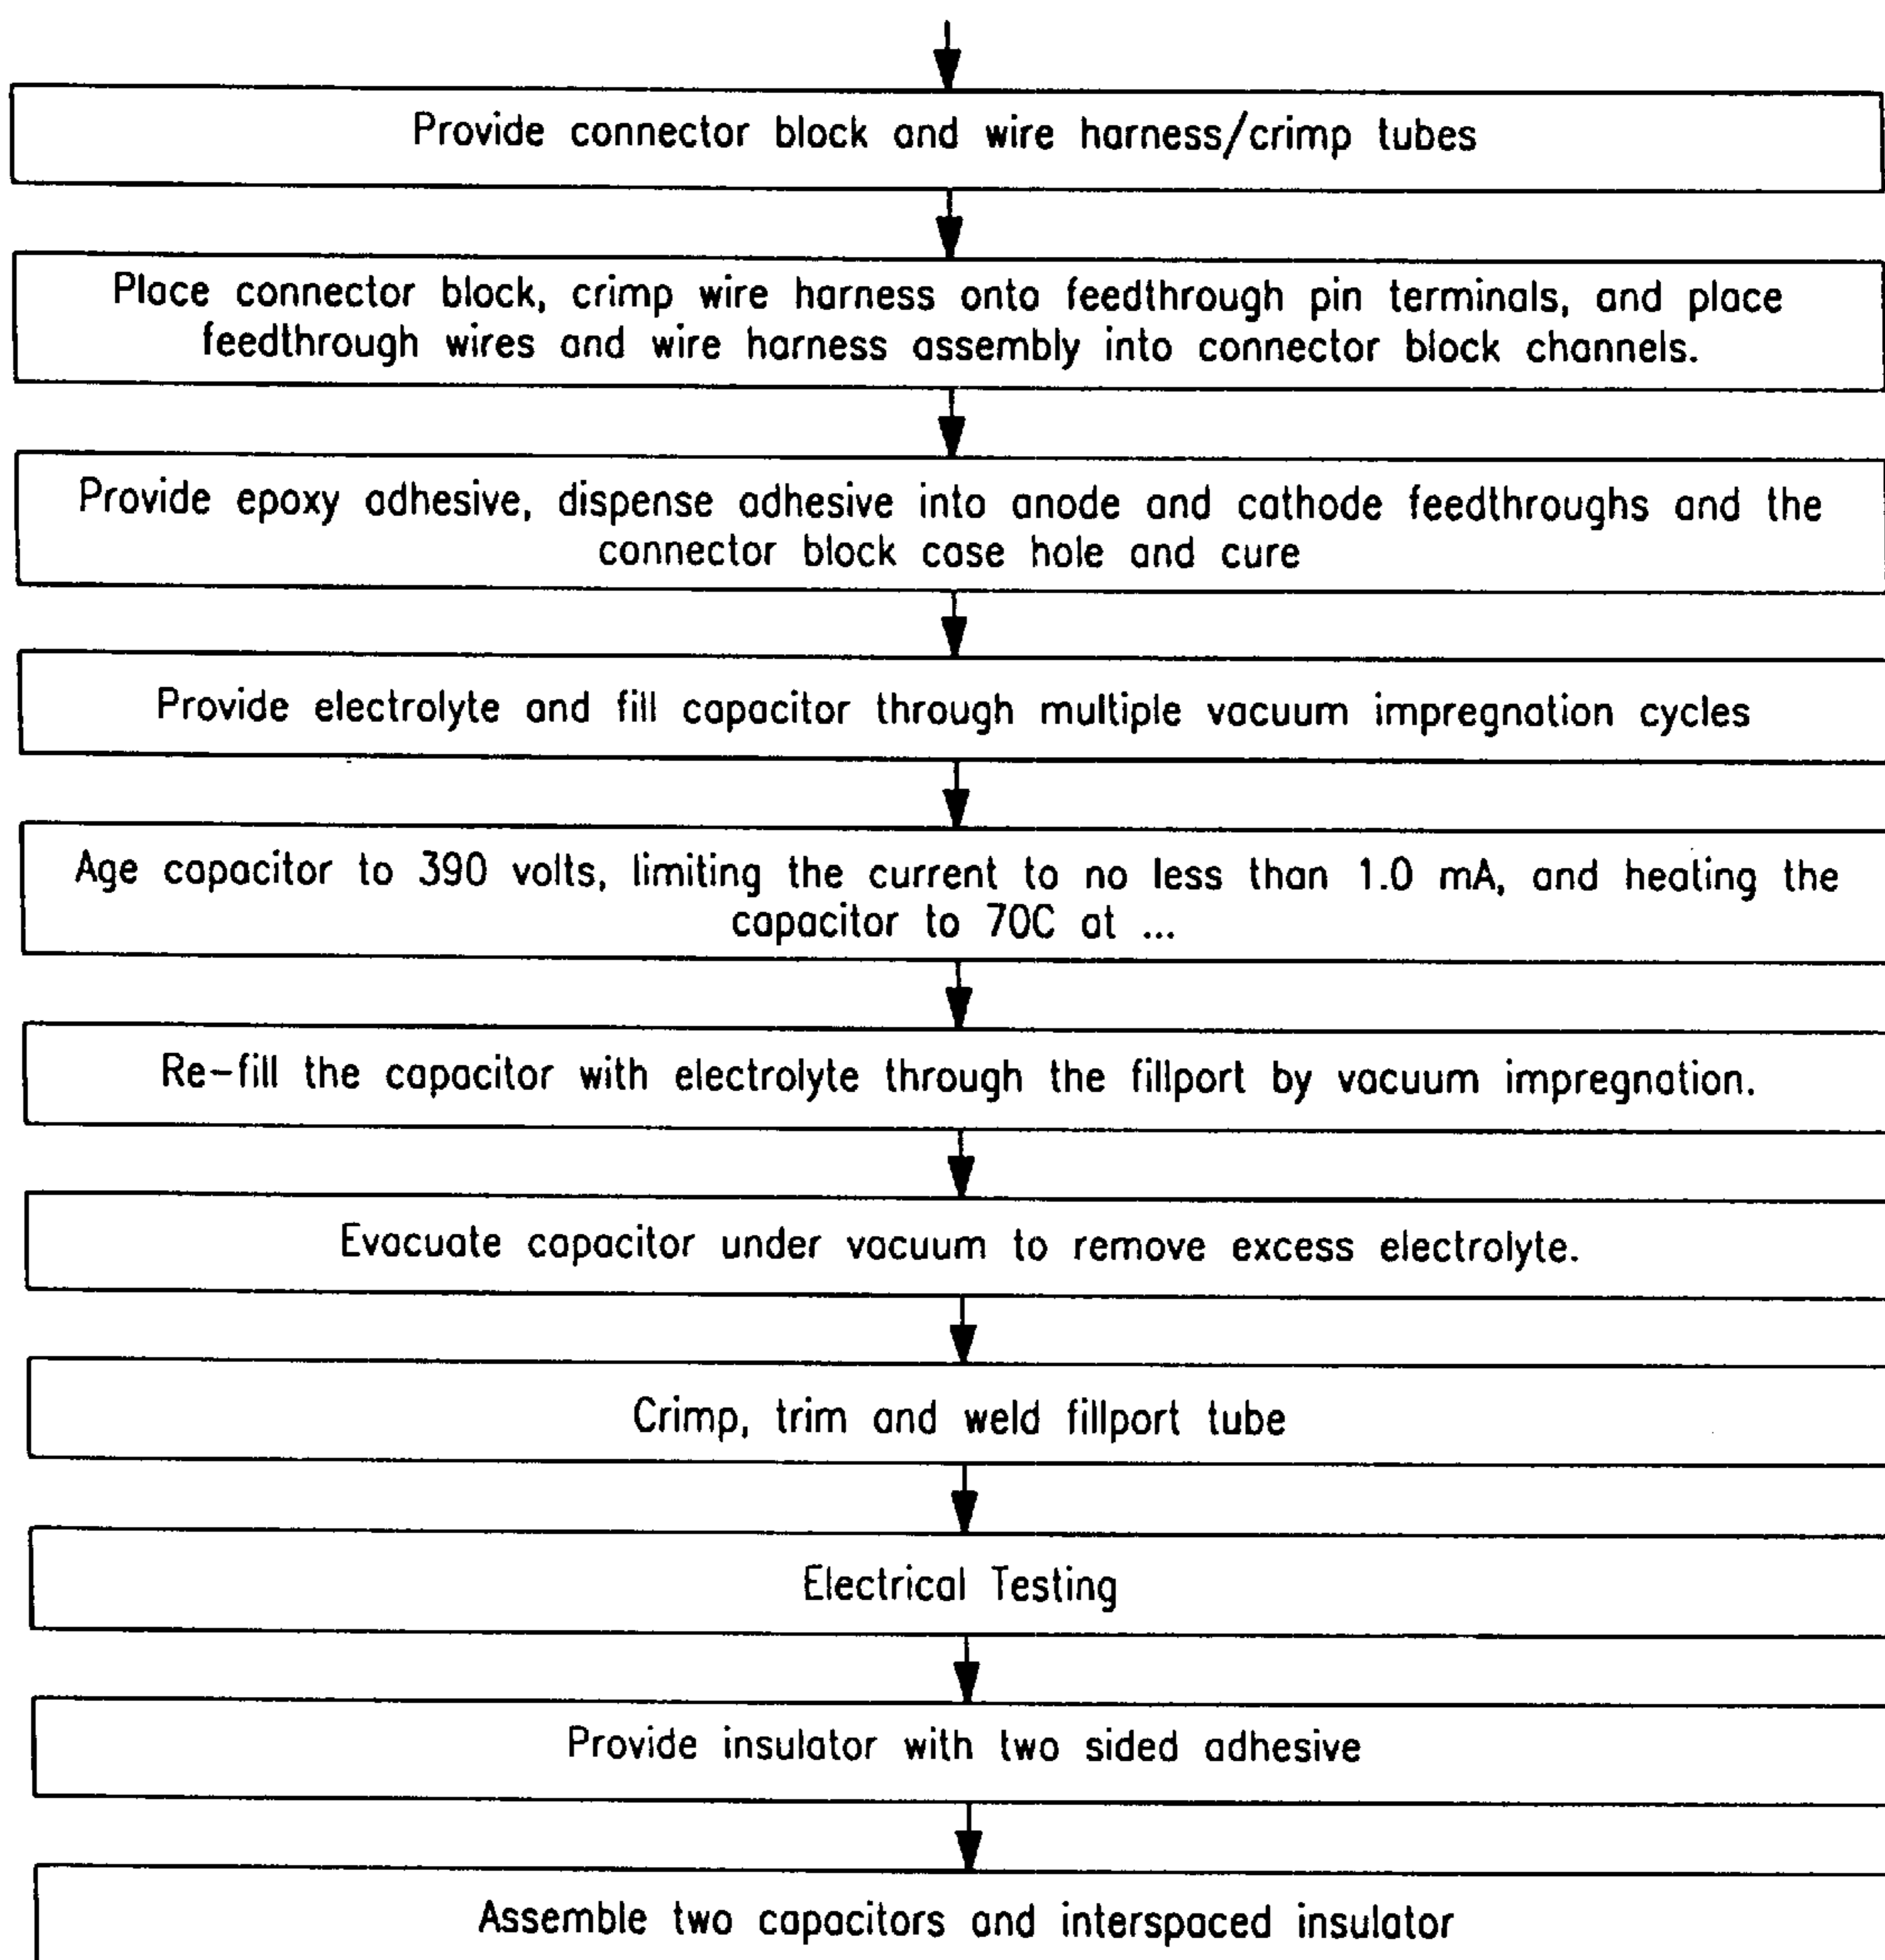 Provide connector block and wire harness/crimp tubes
Place connector block, crimp wire harness onto feedthrough pin terminals, and place
feedthrough wires and wire harness assembly into connector block channels.
Provide epoxy adhesive, dispense adhesive into anode and cathode feedthroughs and the
connector block case hole and cure
Provide electrolyte and fill capacitor through multiple vacuum impregnation cycles
Age capacitor to 390 volts, limiting the current to no less than 1.0 mA, and heating the
capacitor to 70C at ...
Re-fill the capacitor with electrolyte through the fillport by vacuum impregnation.
Evacuate capacitor under vacuum to remove excess electrolyte.
Crimp, trim and weld fillport tube
Electrical Testing
Provide insulator with two sided adhesive
Assemble two capacitors and interspaced insulator